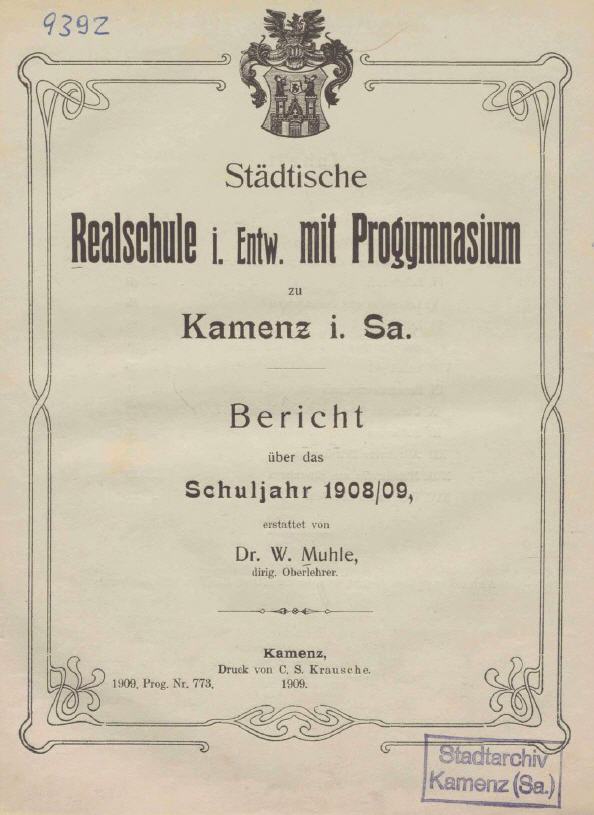 9392
Städtische
Realschule i. Entw. mit Progymnasium
zu
Kamenz i. Sa.
Bericht
über das
Schuljahr 1908/09,
erstattet von
Dr. W. Muhle,
dirig. Oberlehrer.
Kamenz,
Druck von C. S. Krausche.
1909. Prog. Nr. 773. 1909.
Stadtarchiv
Kamenz (Sa.)